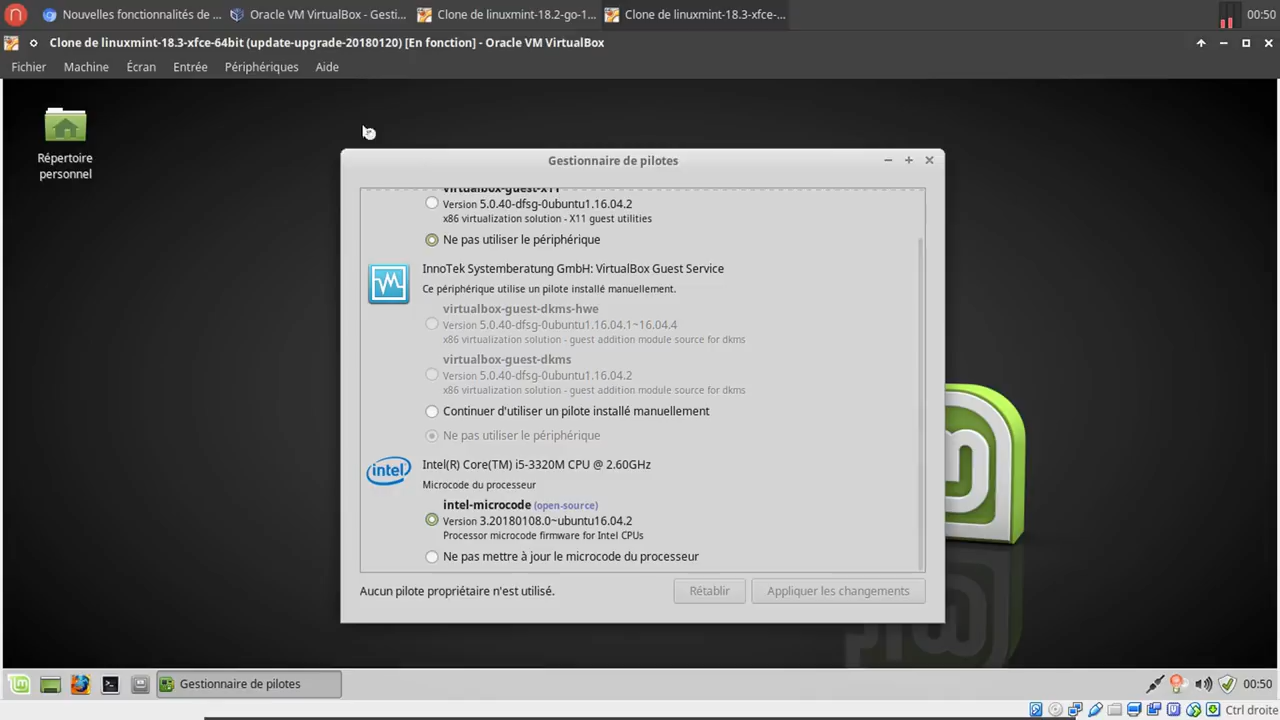 Nouvelles fonctionnalités de ...
Oracle VM VirtualBox - Gesti...
Clone de linuxmint-18.2-go-1...
Clone de linuxmint-18.3-xfce-...
00:50
Clone de linuxmint-18.3-xfce-64bit (update-upgrade-20180120) [En fonction] - Oracle VM VirtualBox
Fichier Machine Écran Entrée Périphériques Aide
Répertoire
personnel
Gestionnaire de pilotes
virtualbox-guest-x11
Version 5.0.40-dfsg-0ubuntu1.16.04.2
x86 virtualization solution - X11 guest utilities
Ne pas utiliser le périphérique
InnoTek Systemberatung GmbH: VirtualBox Guest Service
Ce périphérique utilise un pilote installé manuellement.
virtualbox-guest-dkms-hwe
Version 5.0.40-dfsg-0ubuntu1.16.04.1~16.04.4
x86 virtualization solution - guest addition module source for dkms
virtualbox-guest-dkms
Version 5.0.40-dfsg-0ubuntu1.16.04.2
x86 virtualization solution - guest addition module source for dkms
Continuer d'utiliser un pilote installé manuellement
Ne pas utiliser le périphérique
intel
Intel(R) Core(TM) i5-3320M CPU @ 2.60GHz
Microcode du processeur
intel-microcode (open-source)
Version 3.20180108.0~ubuntu16.04.2
Processor microcode firmware for Intel CPUs
Ne pas mettre à jour le microcode du processeur
Aucun pilote propriétaire n'est utilisé.
Rétablir
Appliquer les changements
Gestionnaire de pilotes
00:50
Ctrl droite